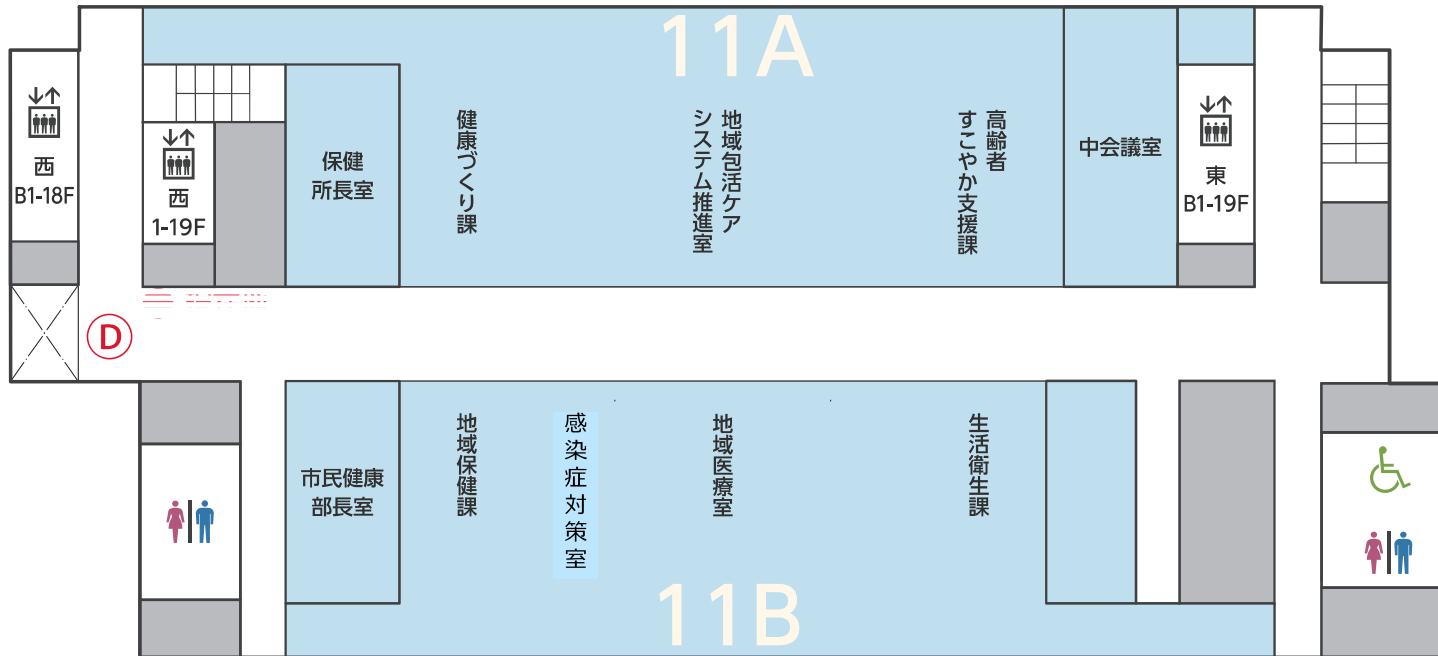 11A
西
B1-18F
西
1-19F
保健
所長室
健康づくり課
地域包括ケア
システム推進室
高齢者
すこやか支援課
中会議室
東
B1-19F
D
市民健康
部長室
地域保健課
感染症対策室
地域医療室
生活衛生課
11B